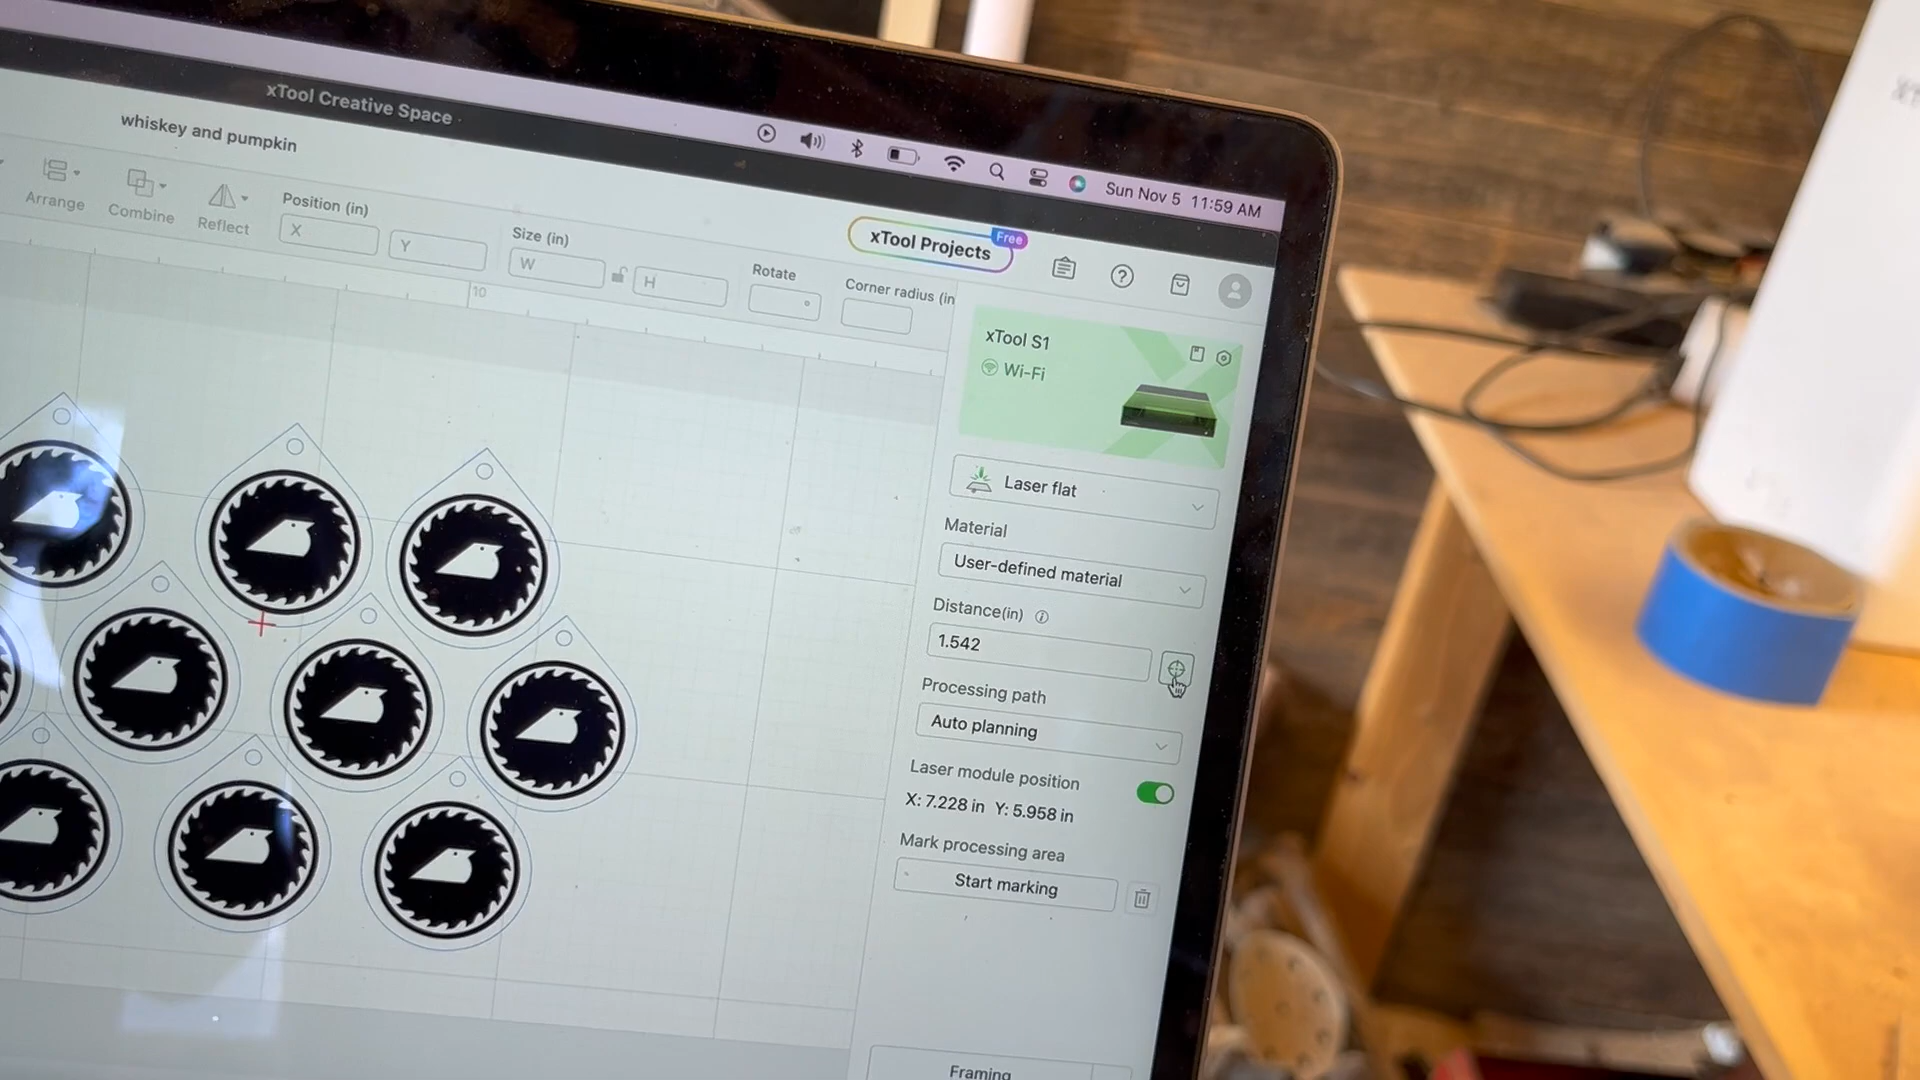 xTool Creative Space
Sun Nov 5 11:59 AM
whiskey and pumpkin
Arrange
Combine
Reflect
Position (in)
X
Y
Size (in)
W
H
Rotate
°
Corner radius (in
xTool Projects
Free
10
xTool S1
Wi-Fi
Laser flat
Material
User-defined material
Distance(in)
1.542
Processing path
Auto planning
Laser module position
X: 7.228 in Y: 5.958 in
Mark processing area
Start marking
Framing